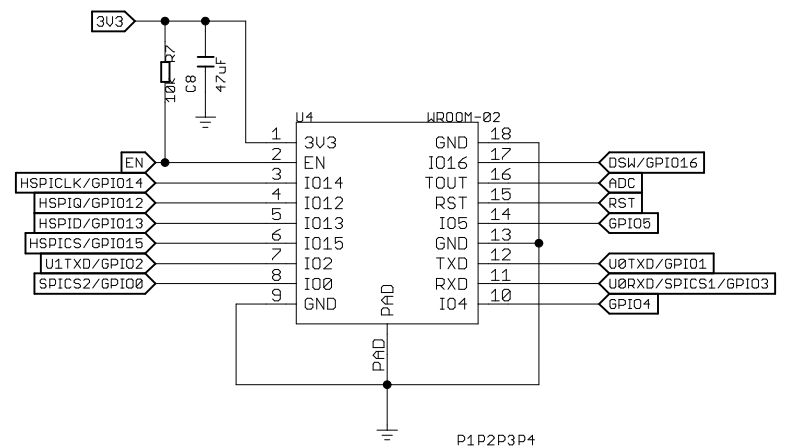 3V3
R7
10k
C8
47uF
U4
WROOM-02
1
3V3
GND
18
EN
2
EN
IO16
17
DSW/GPIO16
HSPICLK/GPIO14
3
IO14
TOUT
16
ADC
HSPIQ/GPIO12
4
IO12
RST
15
RST
HSPID/GPIO13
5
IO13
IO5
14
GPIO5
HSPICS/GPIO15
6
IO15
GND
13
U1TXD/GPIO2
7
IO2
TXD
12
U0TXD/GPIO1
SPICS2/GPIO0
8
IO0
RXD
11
U0RXD/SPICS1/GPIO3
9
GND
PAD
IO4
10
GPIO4
PAD
P1P2P3P4